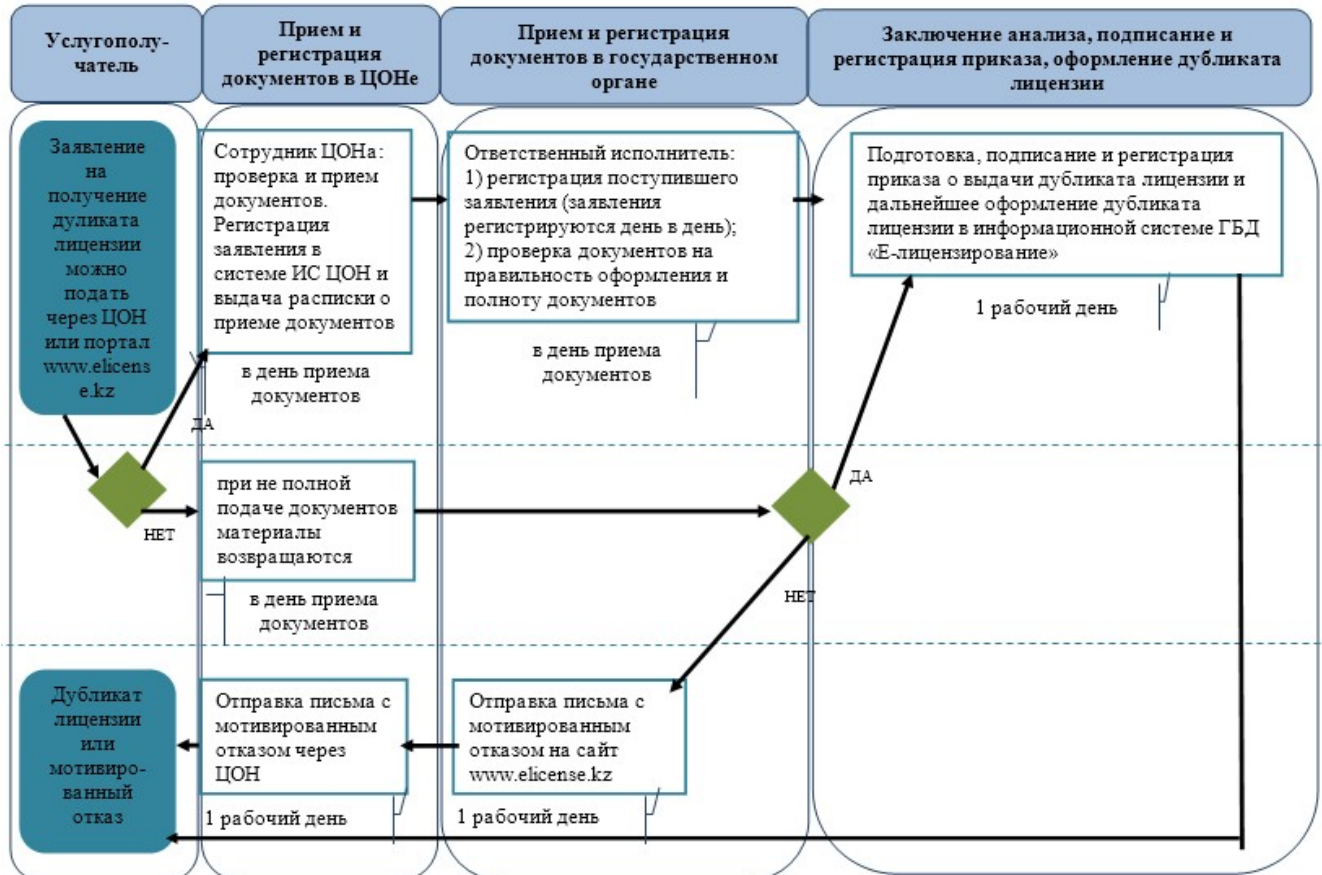 Услугополу-
чатель
Прием и
регистрация
документов в ЦОНе
Прием и регистрация
документов в государственном
органе
Заключение анализа, подписание и
регистрация приказа, оформление дубликата
лицензии
Заявление
на
получение
дуликата
лицензии
можно
подать
через ЦОН
или портал
www.elicens
e.kz
Сотрудник ЦОНа:
проверка и прием
документов.
Регистрация
заявления в
системе ИС ЦОН и
выдача расписки о
приеме документов
в день приема
документов
Ответственный исполнитель:
1) регистрация поступившего
заявления (заявления
регистрируются день в день);
2) проверка документов на
правильность оформления и
полноту документов
в день приема
документов
Подготовка, подписание и регистрация
приказа о выдачи дубликата лицензии и
дальнейшее оформление дубликата
лицензии в информационной системе ГБД
«Е-лицензирование»
1 рабочий день
ДА
НЕТ
при не полной
подаче документов
материалы
возвращаются
в день приема
документов
ДА
НЕТ
Дубликат
лицензии
или
мотивиро-
ванный
отказ
Отправка письма с
мотивированным
отказом через
ЦОН
1 рабочий день
Отправка письма с
мотивированным
отказом на сайт
www.elicense.kz
1 рабочий день